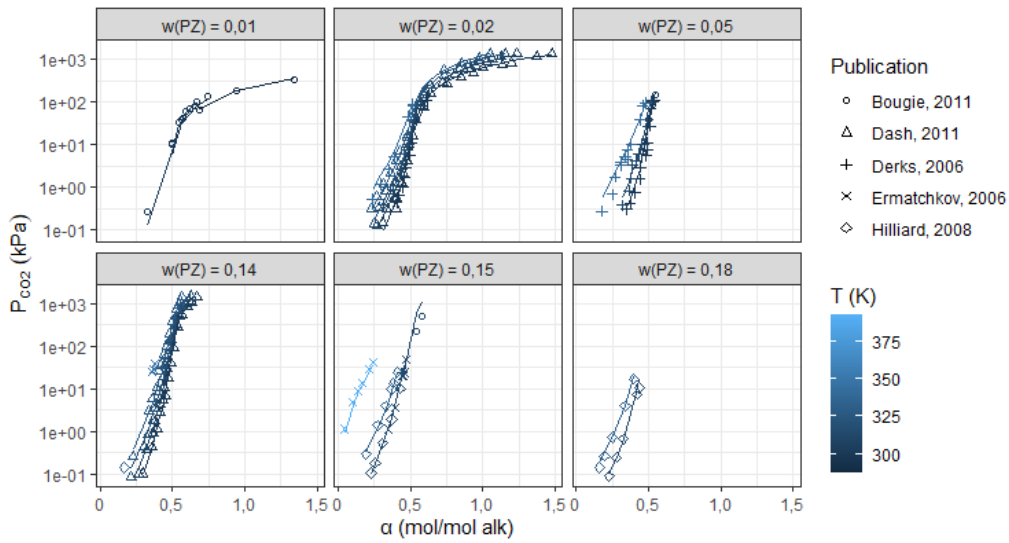 w(PZ) = 0,01
w(PZ) = 0,02
w(PZ) = 0,05
1e+03
1e+02
1e+01
1e+00
1e-01
w(PZ) = 0,14
w(PZ) = 0,15
w(PZ) = 0,18
1e+03
1e+02
1e+01
1e+00
1e-01
0 0,5 1,0 1,5 0 0,5 1,0 1,5 0 0,5 1,0 1,5
α (mol/mol alk)
P_CO2 (kPa)
Publication
Bougie, 2011
Dash, 2011
Derks, 2006
Ermatchkov, 2006
Hilliard, 2008
T (K)
375
350
325
300